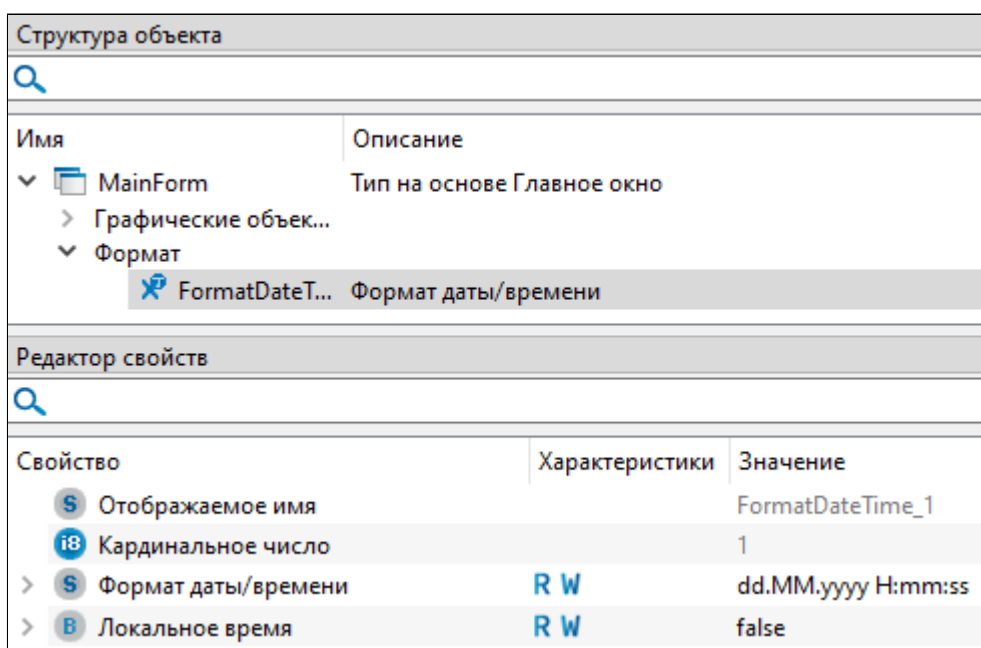 Структура объекта
Имя Описание
MainForm Тип на основе Главное окно
Графические объек...
Формат
FormatDateT... Формат даты/времени
Редактор свойств
Свойство Характеристики Значение
S Отображаемое имя FormatDateTime_1
i8 Кардинальное число 1
S Формат даты/времени R W dd.MM.yyyy H:mm:ss
B Локальное время R W false